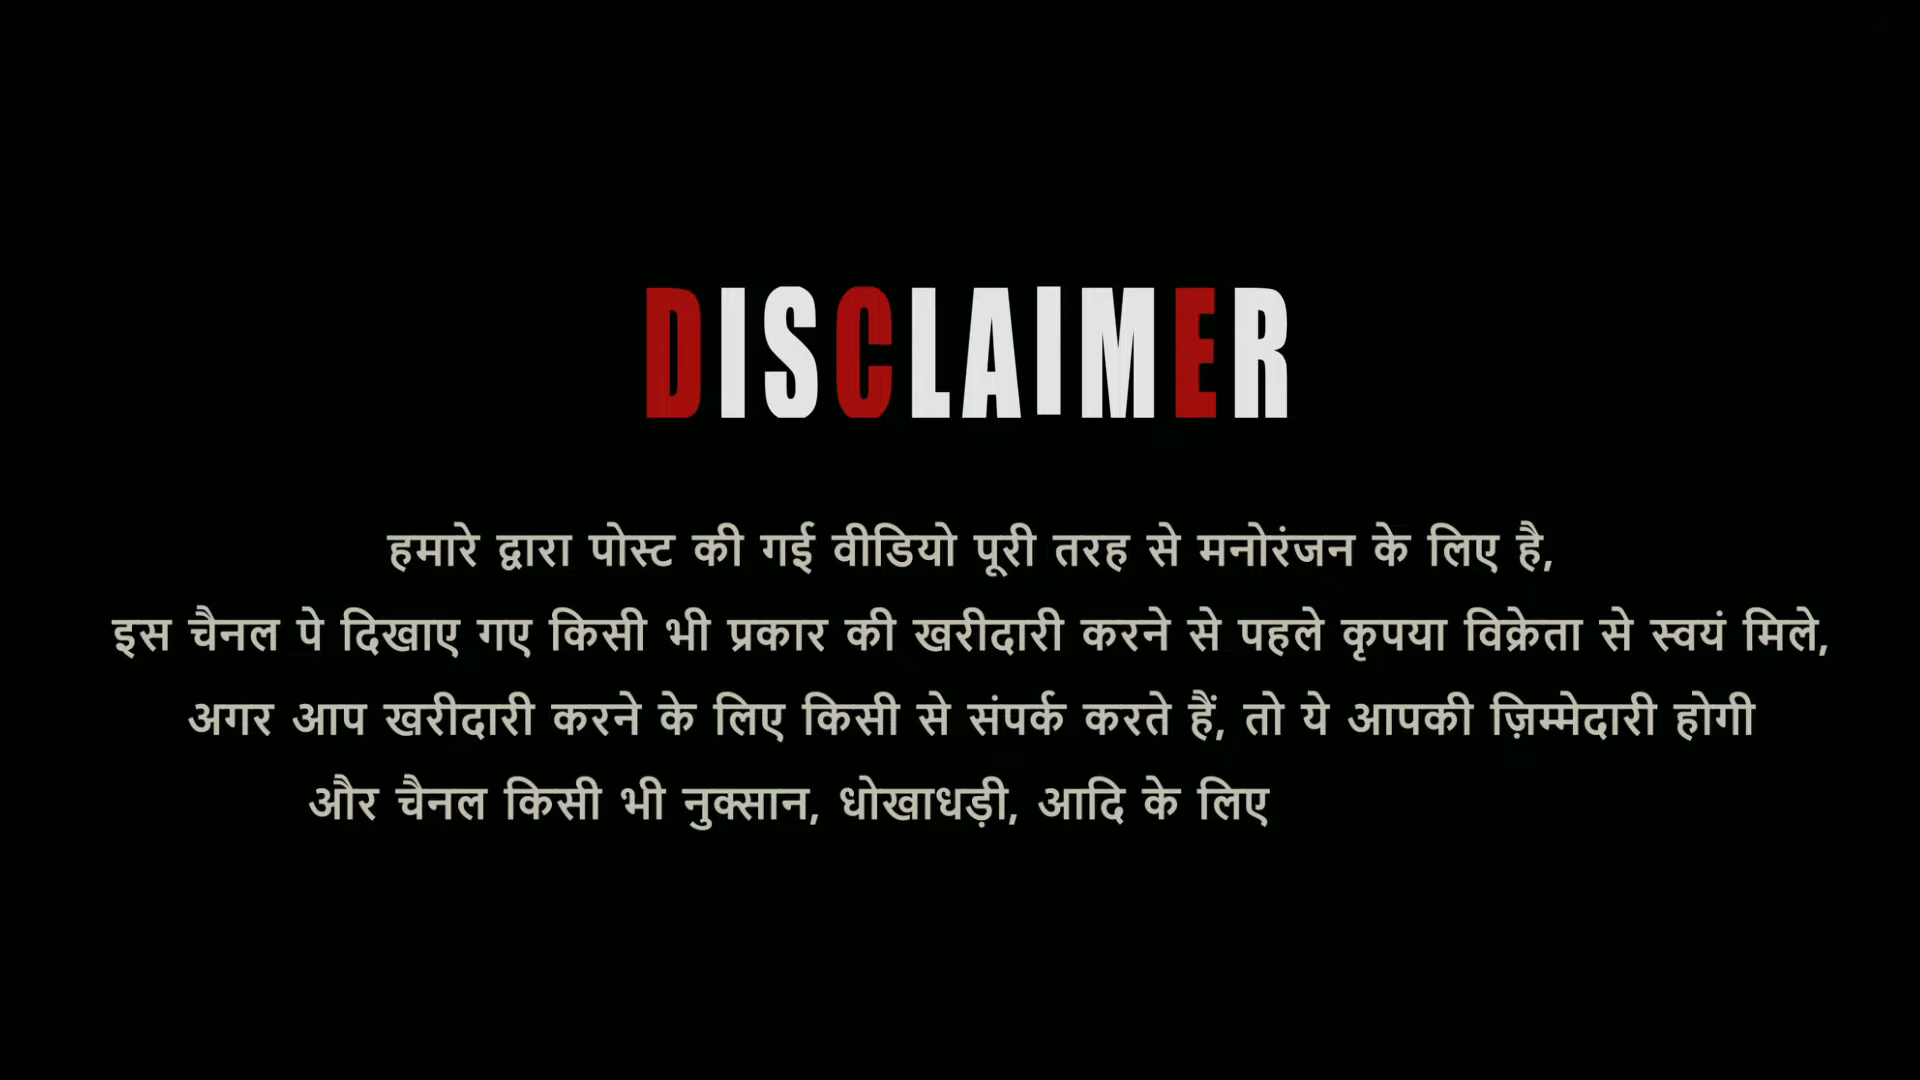 DISCLAIMER
हमारे द्वारा पोस्ट की गई वीडियो पूरी तरह से मनोरंजन के लिए है,
इस चैनल पे दिखाए गए किसी भी प्रकार की खरीदारी करने से पहले कृपया विक्रेता से स्वयं मिले,
अगर आप खरीदारी करने के लिए किसी से संपर्क करते हैं, तो ये आपकी ज़िम्मेदारी होगी
और चैनल किसी भी नुक्सान, धोखाधड़ी, आदि के लिए